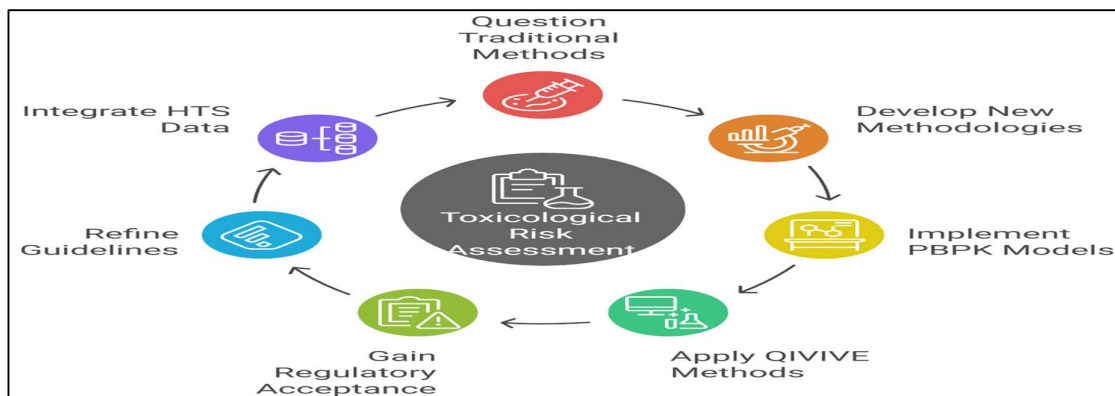 Question
Traditional
Methods
Develop New
Methodologies
Implement
PBPK Models
Apply QIVIVE
Methods
Gain
Regulatory
Acceptance
Refine
Guidelines
Integrate HTS
Data
Toxicological
Risk
Assessment